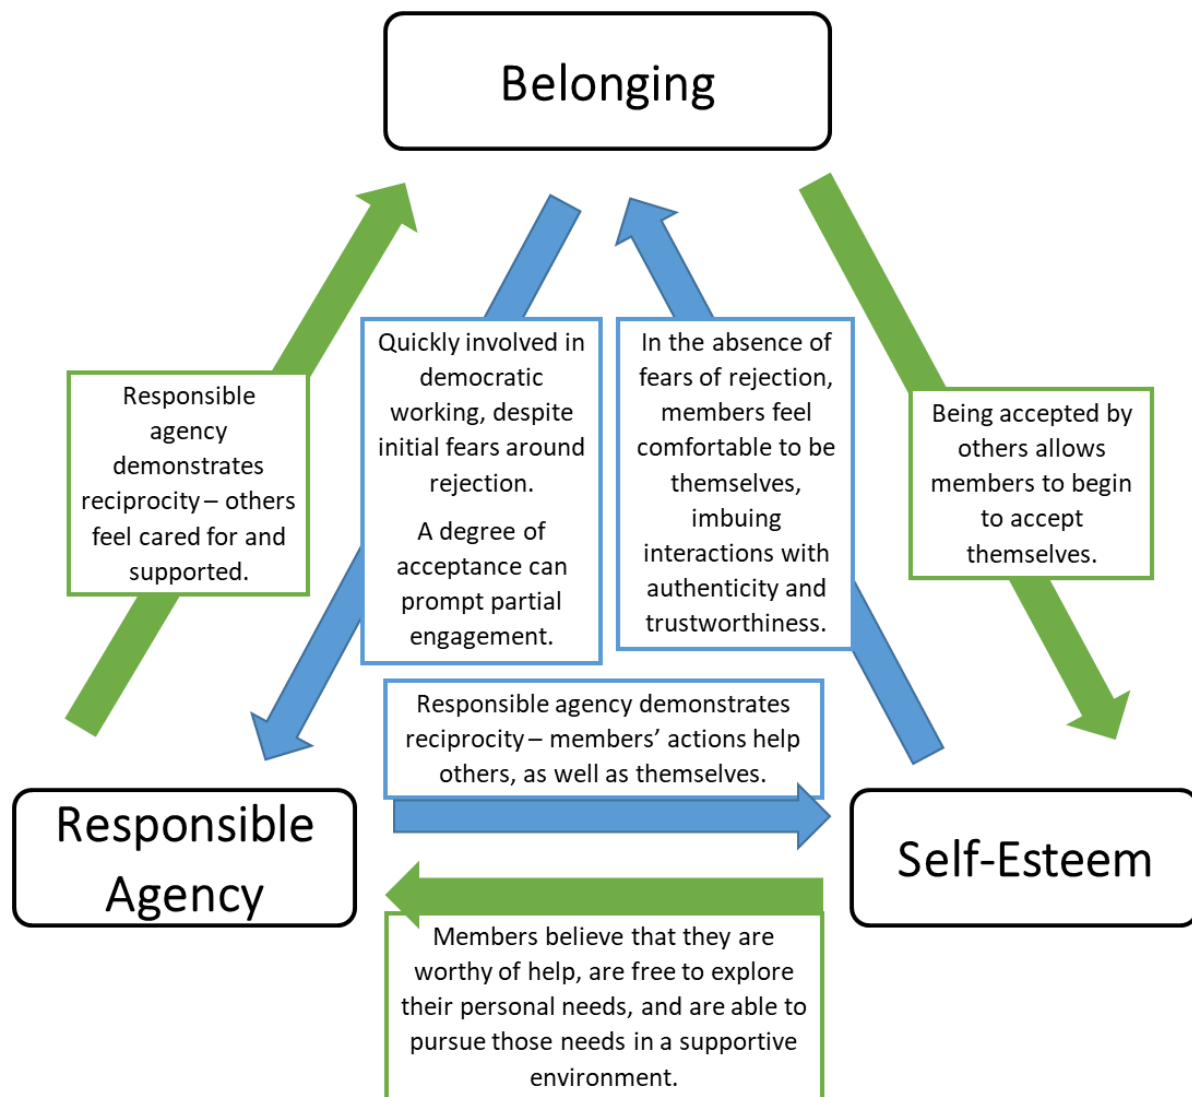 Belonging
Responsible
agency
demonstrates
reciprocity – others
feel cared for and
supported.
Quickly involved in
democratic
working, despite
initial fears around
rejection.
A degree of
acceptance can
prompt partial
engagement.
In the absence of
fears of rejection,
members feel
comfortable to be
themselves,
imbuing
interactions with
authenticity and
trustworthiness.
Being accepted by
others allows
members to begin
to accept
themselves.
Responsible agency demonstrates
reciprocity – members’ actions help
others, as well as themselves.
Responsible
Agency
Self-Esteem
Members believe that they are
worthy of help, are free to explore
their personal needs, and are able to
pursue those needs in a supportive
environment.